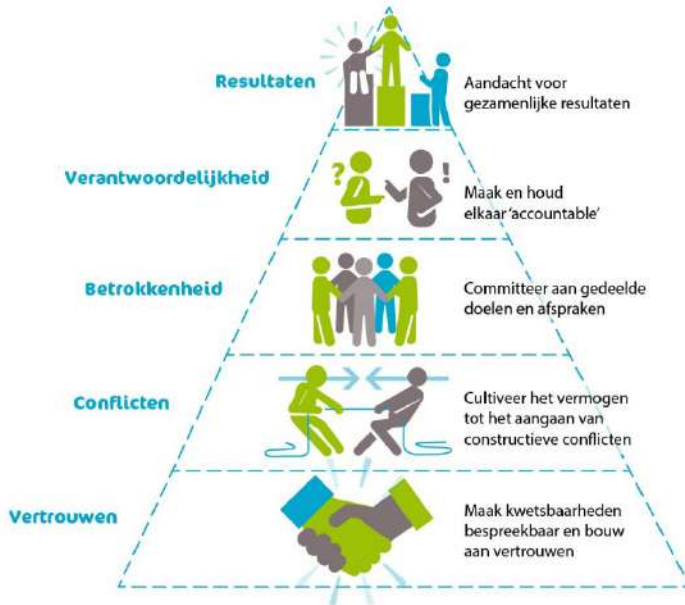 Resultaten
Aandacht voor
gezamenlijke resultaten
Verantwoordelijkheid
? !
Maak en houd
elkaar 'accountable'
Betrokkenheid
Committeer aan gedeelde
doelen en afspraken
Conflicten
Cultiveer het vermogen
tot het aangaan van
constructieve conflicten
Vertrouwen
Maak kwetsbaarheden
bespreekbaar en bouw
aan vertrouwen